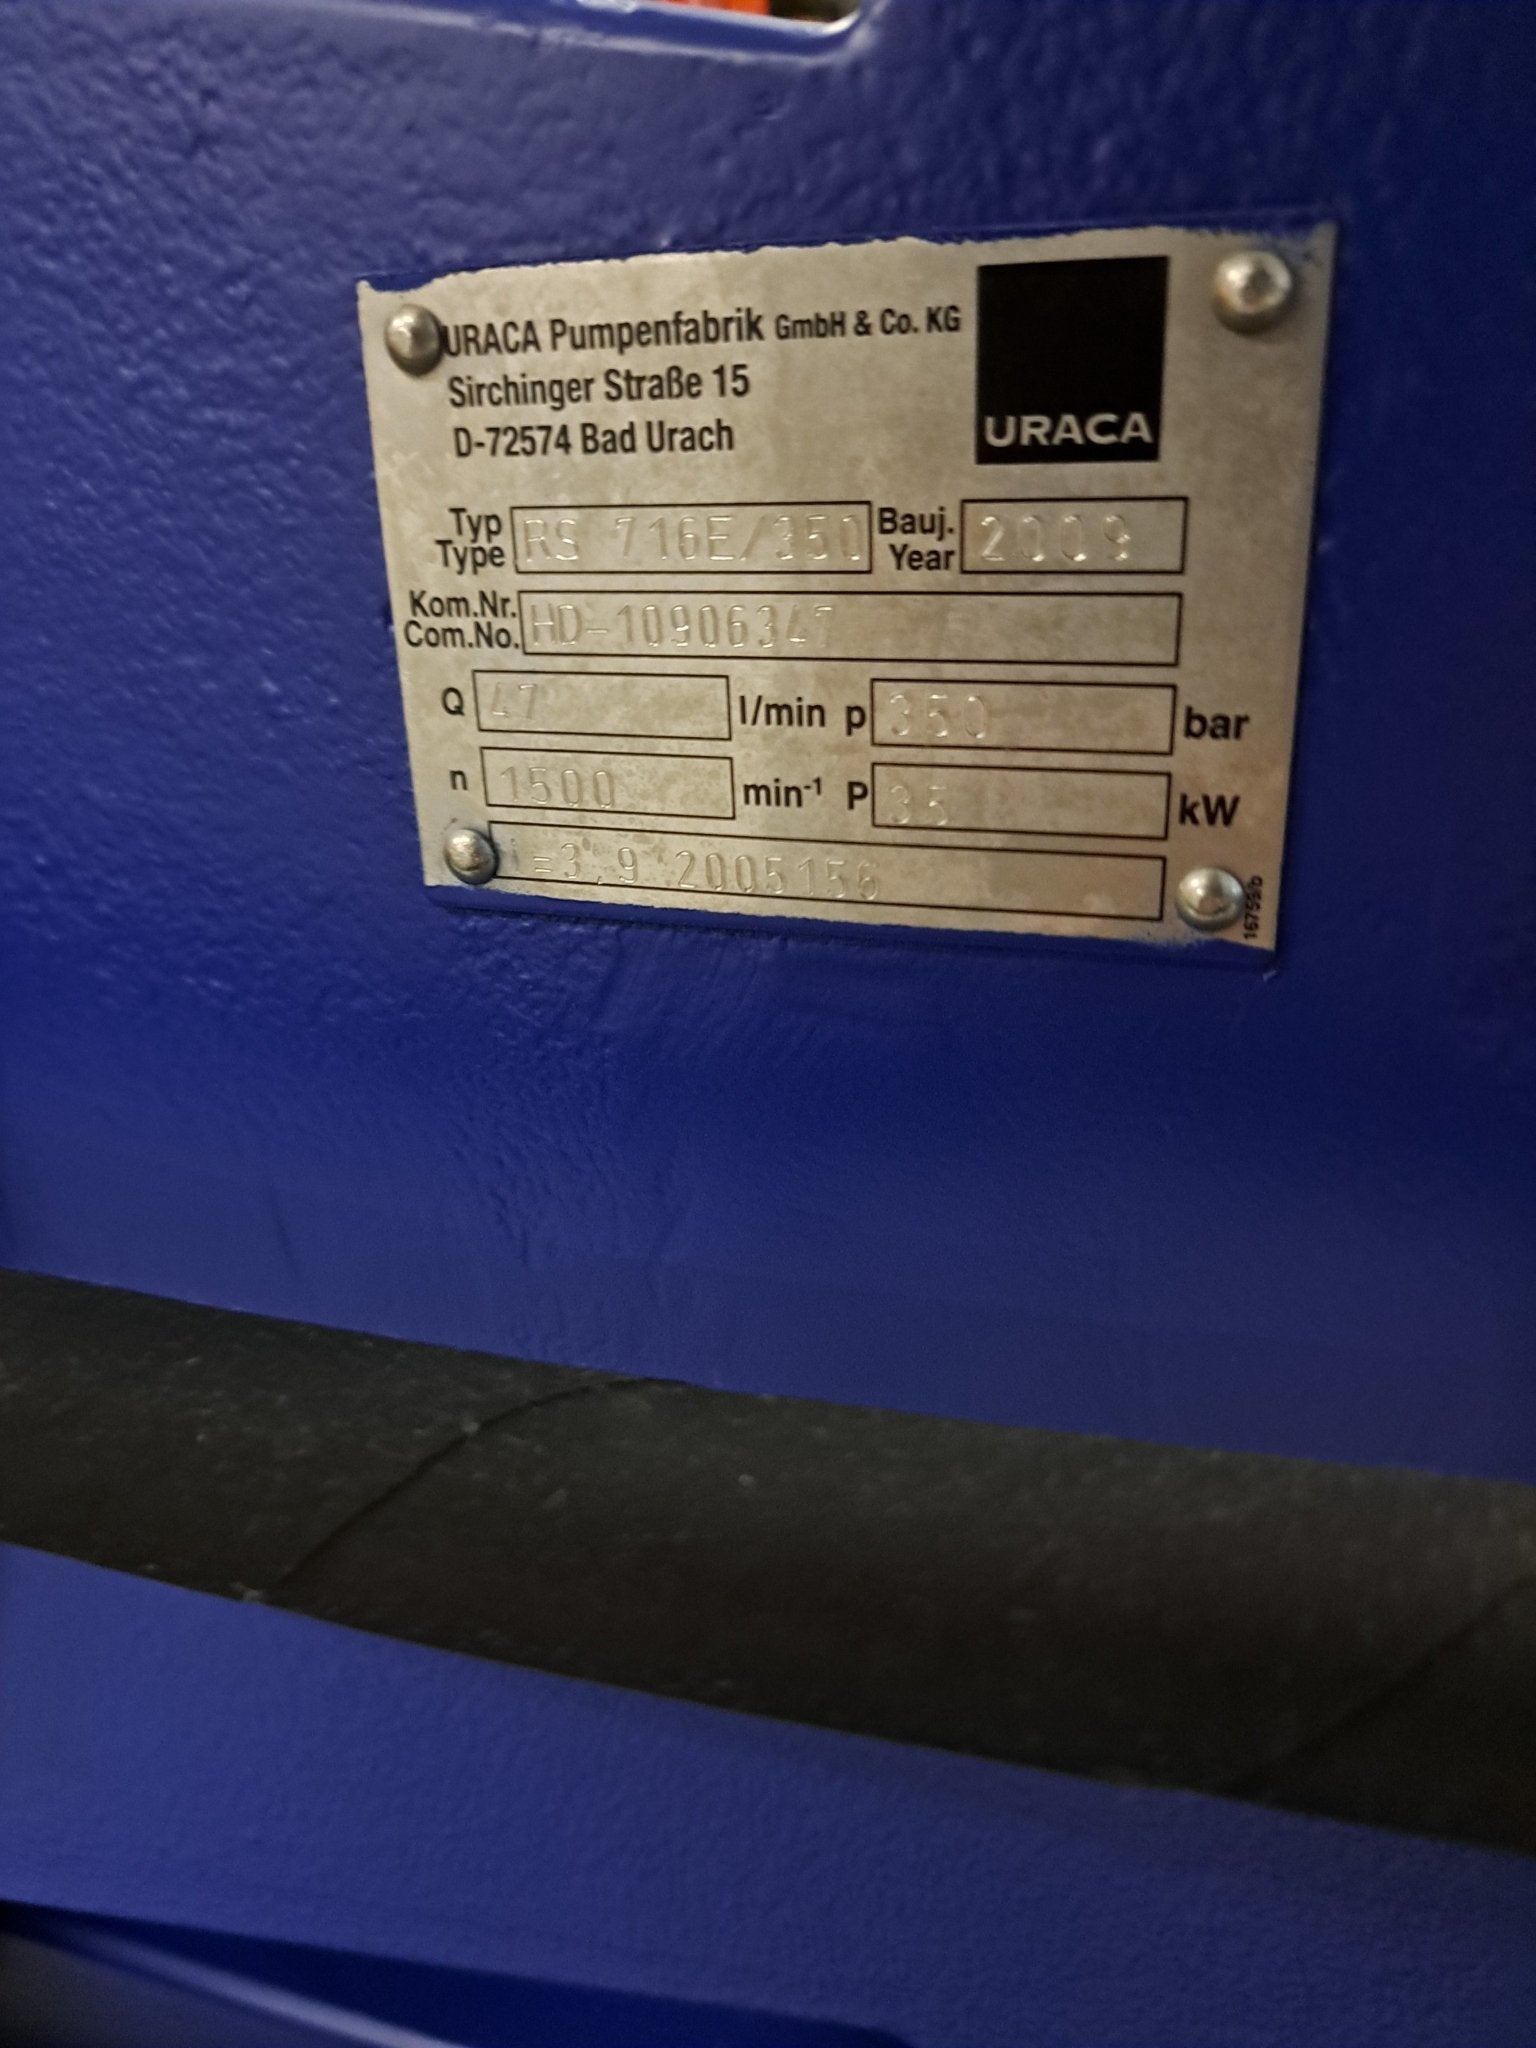 URACA Pumpenfabrik GmbH & Co. KG
Sirchinger Straße 15
D-72574 Bad Urach
URACA
Typ
Type RS 716E/350 Bauj.
Year 2009
Kom.Nr.
Com.No. HD-10906347
Q 47 l/min p 350 bar
n 1500 min⁻¹ P 35 kW
i=3,9 2005156